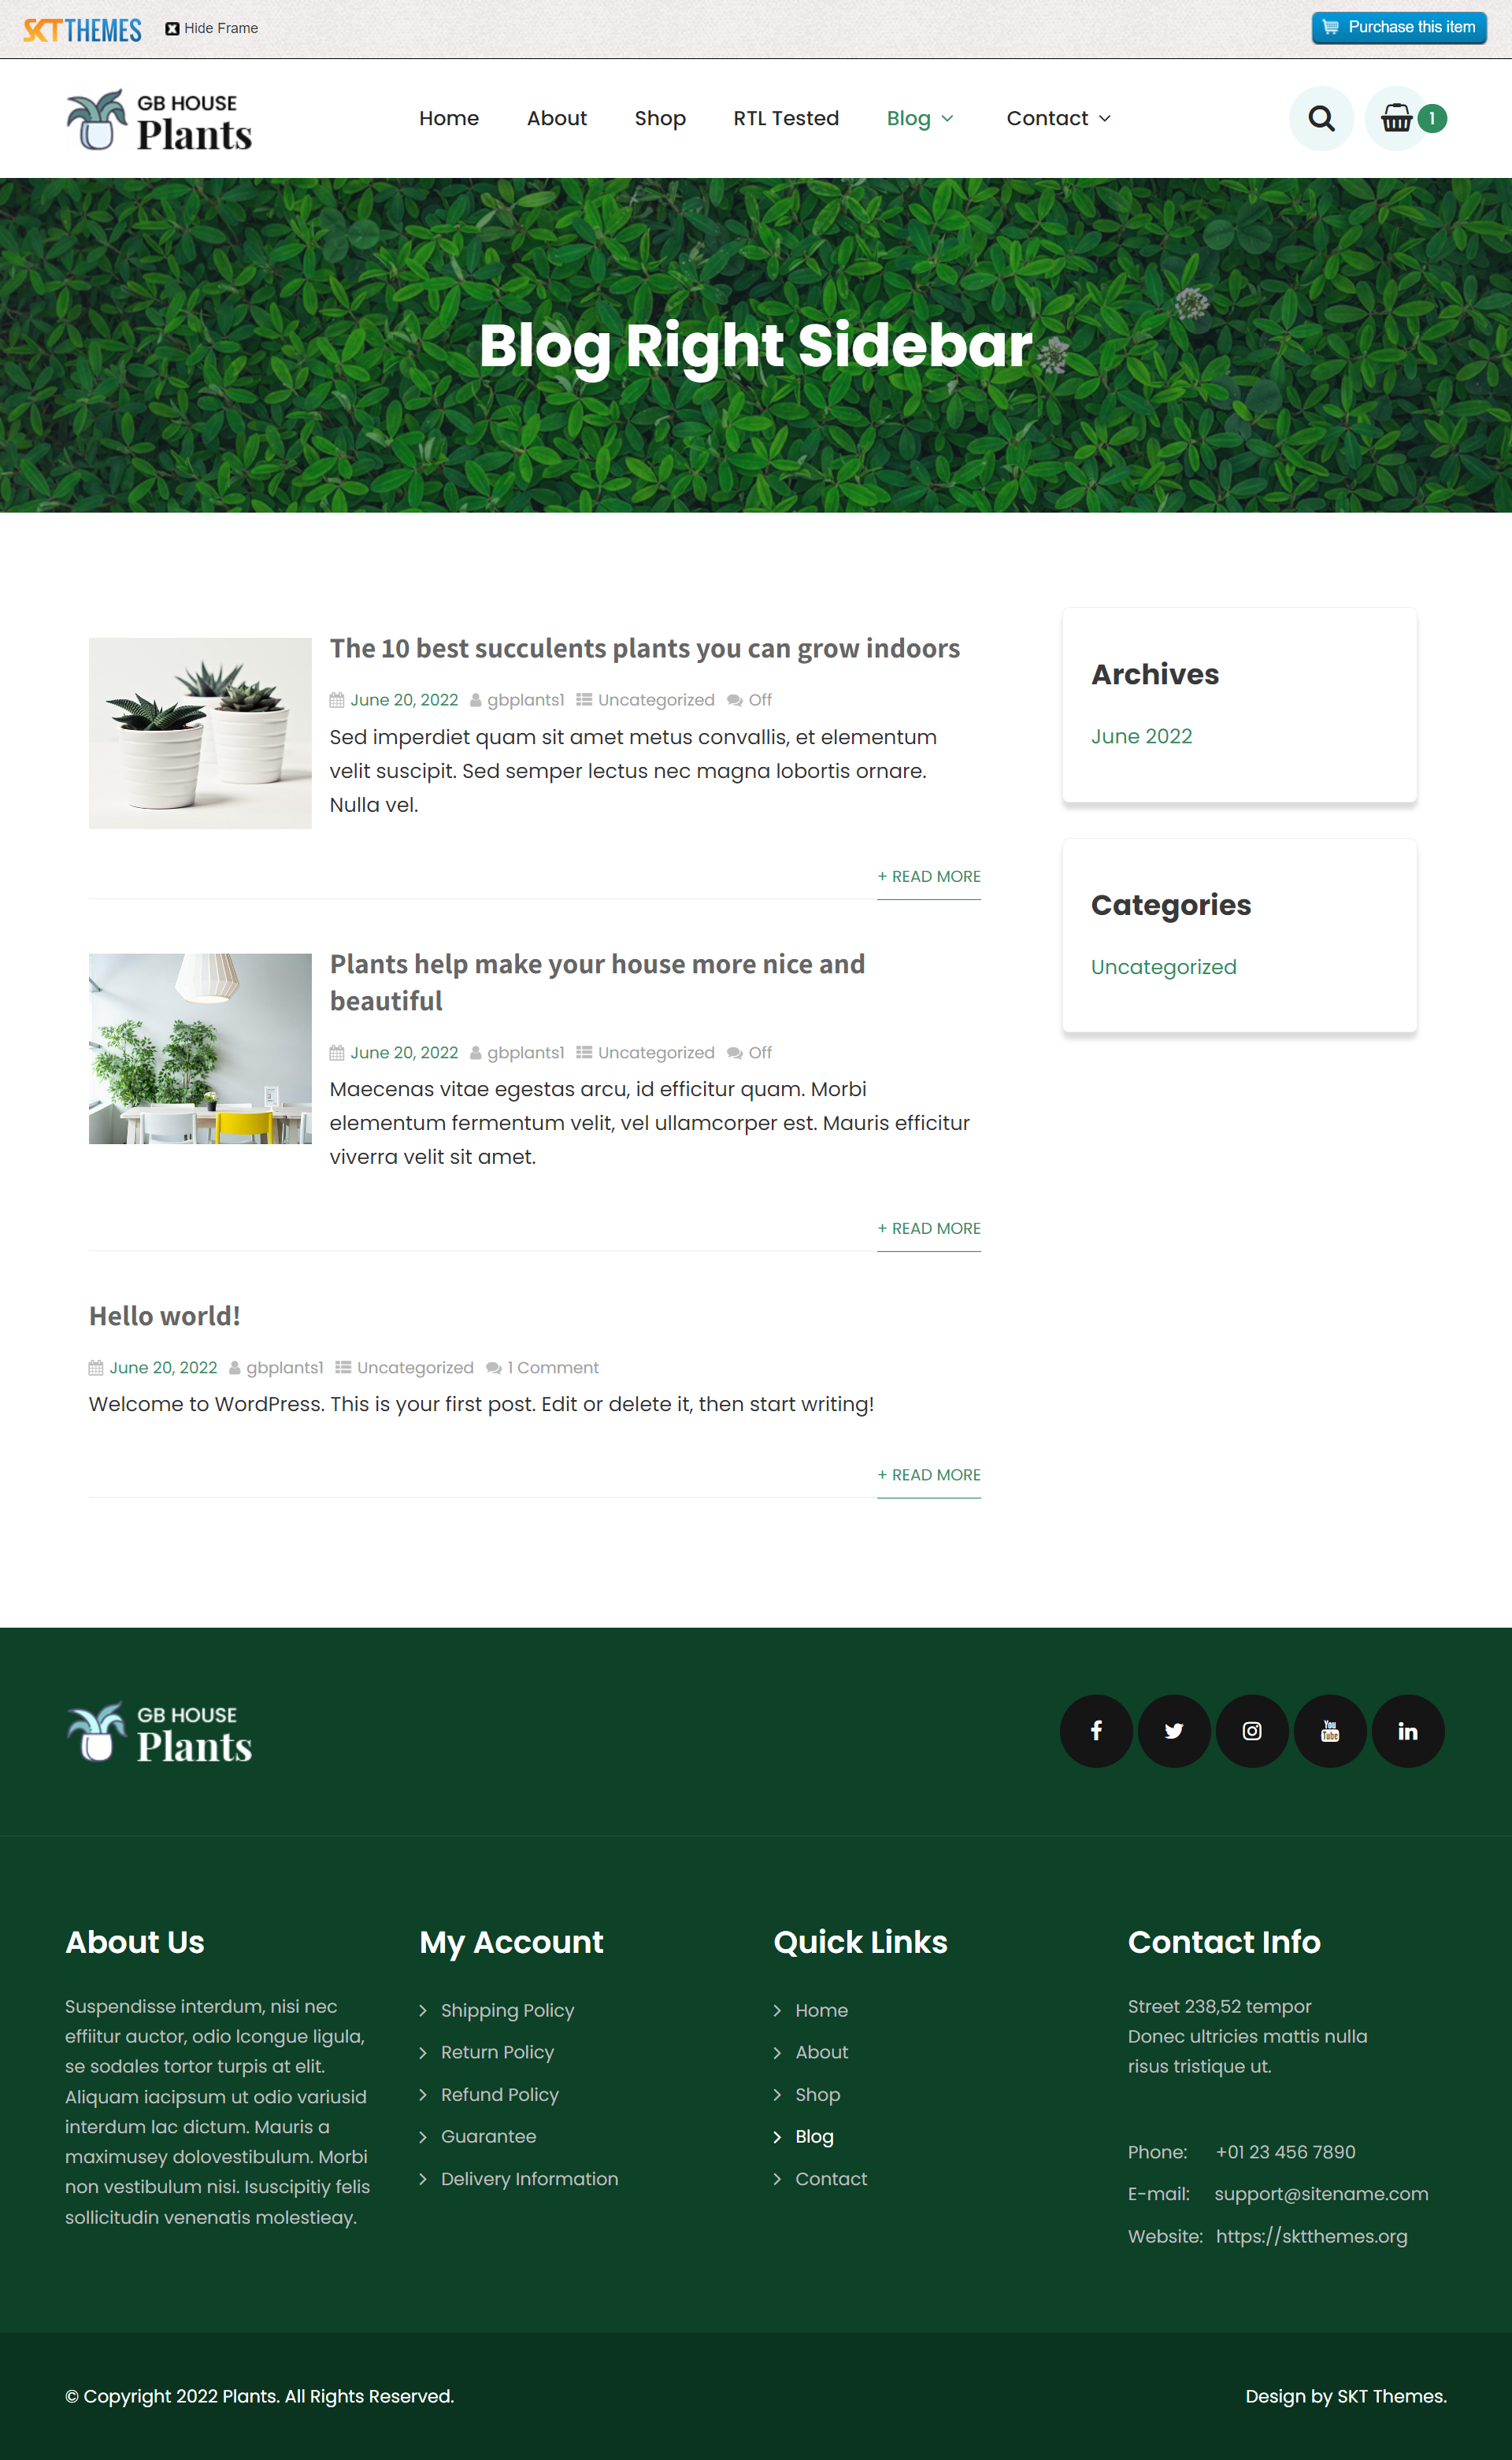 SKTTHEMES Hide Frame Purchase this item
GB HOUSE
Plants
Home About Shop RTL Tested Blog Contact 1
Blog Right Sidebar
The 10 best succulents plants you can grow indoors
June 20, 2022 gbplants1 Uncategorized Off
Sed imperdiet quam sit amet metus convallis, et elementum
velit suscipit. Sed semper lectus nec magna lobortis ornare.
Nulla vel.
+ READ MORE
Plants help make your house more nice and
beautiful
June 20, 2022 gbplants1 Uncategorized Off
Maecenas vitae egestas arcu, id efficitur quam. Morbi
elementum fermentum velit, vel ullamcorper est. Mauris efficitur
viverra velit sit amet.
+ READ MORE
Hello world!
June 20, 2022 gbplants1 Uncategorized 1 Comment
Welcome to WordPress. This is your first post. Edit or delete it, then start writing!
+ READ MORE
Archives
June 2022
Categories
Uncategorized
GB HOUSE
Plants
You
Tube
About Us
Suspendisse interdum, nisi nec
effiitur auctor, odio lcongue ligula,
se sodales tortor turpis at elit.
Aliquam iacipsum ut odio variusid
interdum lac dictum. Mauris a
maximusey dolovestibulum. Morbi
non vestibulum nisi. Isuscipitiy felis
sollicitudin venenatis molestieay.
My Account
Shipping Policy
Return Policy
Refund Policy
Guarantee
Delivery Information
Quick Links
Home
About
Shop
Blog
Contact
Contact Info
Street 238,52 tempor
Donec ultricies mattis nulla
risus tristique ut.
Phone: +01 23 456 7890
E-mail: support@sitename.com
Website: https://sktthemes.org
© Copyright 2022 Plants. All Rights Reserved.
Design by SKT Themes.